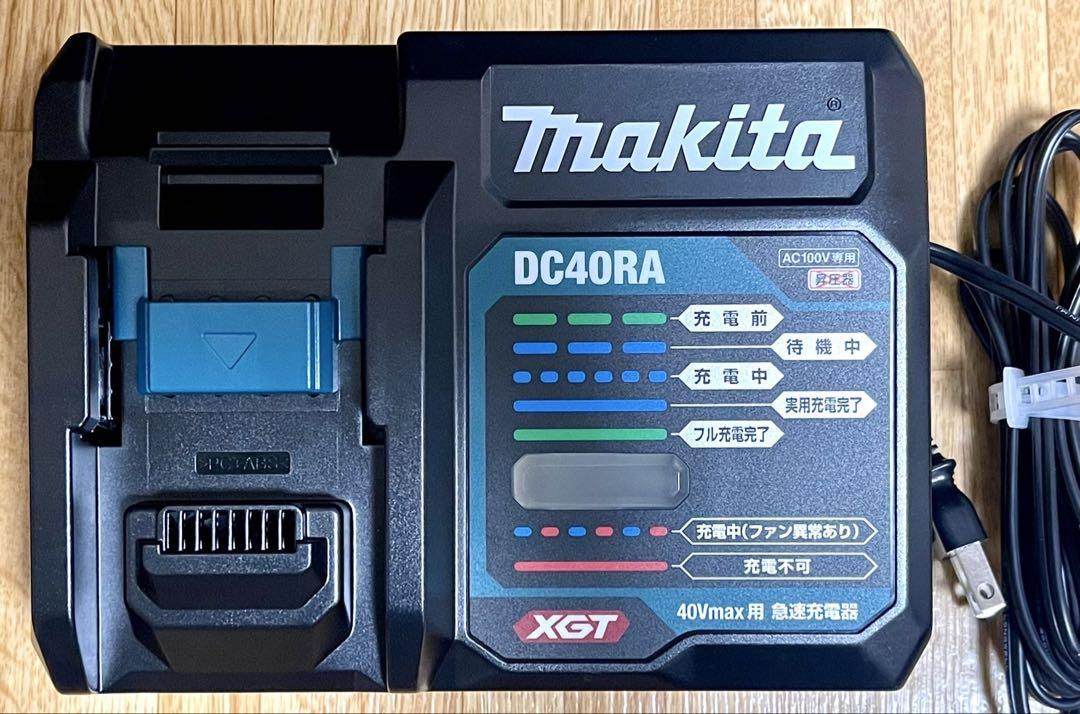 makita®
DC40RA
AC100V専用
昇圧器
充電前
待機中
充電中
実用充電完了
フル充電完了
充電中(ファン異常あり)
充電不可
XGT
40Vmax用 急速充電器
>PC+ABS<